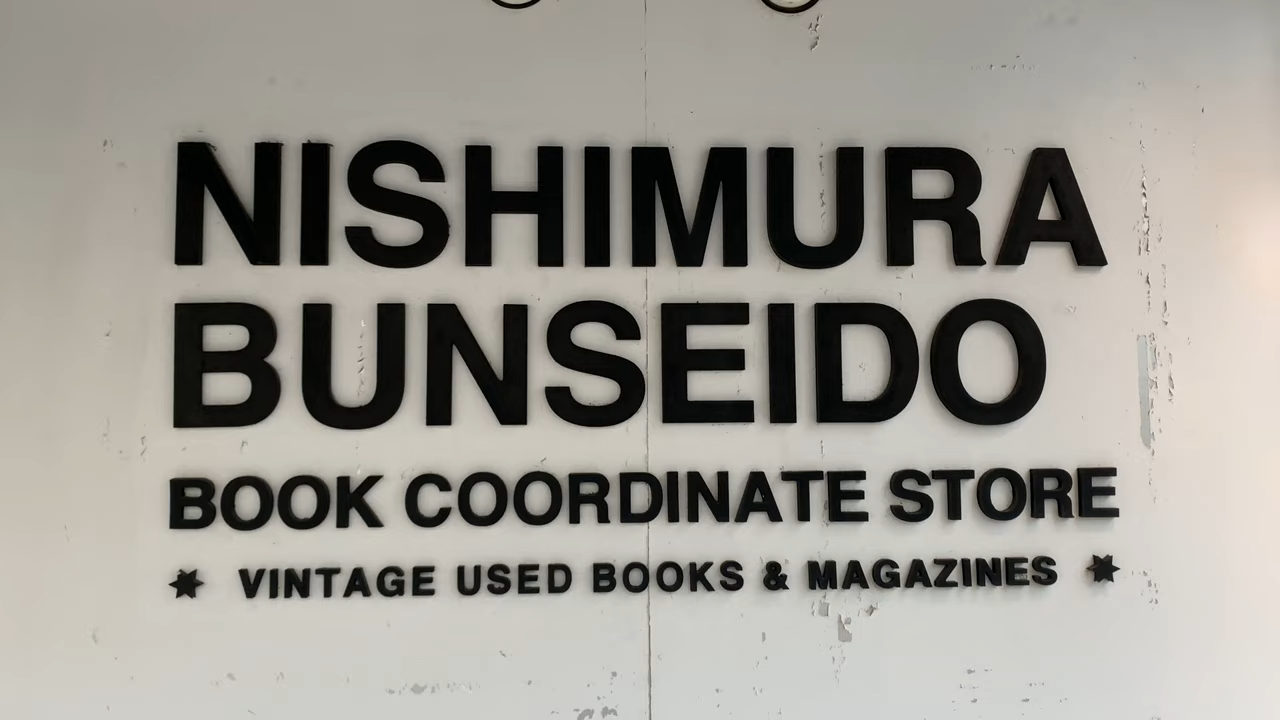 NISHIMURA
BUNSEIDO
BOOK COORDINATE STORE
✶ VINTAGE USED BOOKS & MAGAZINES ✶